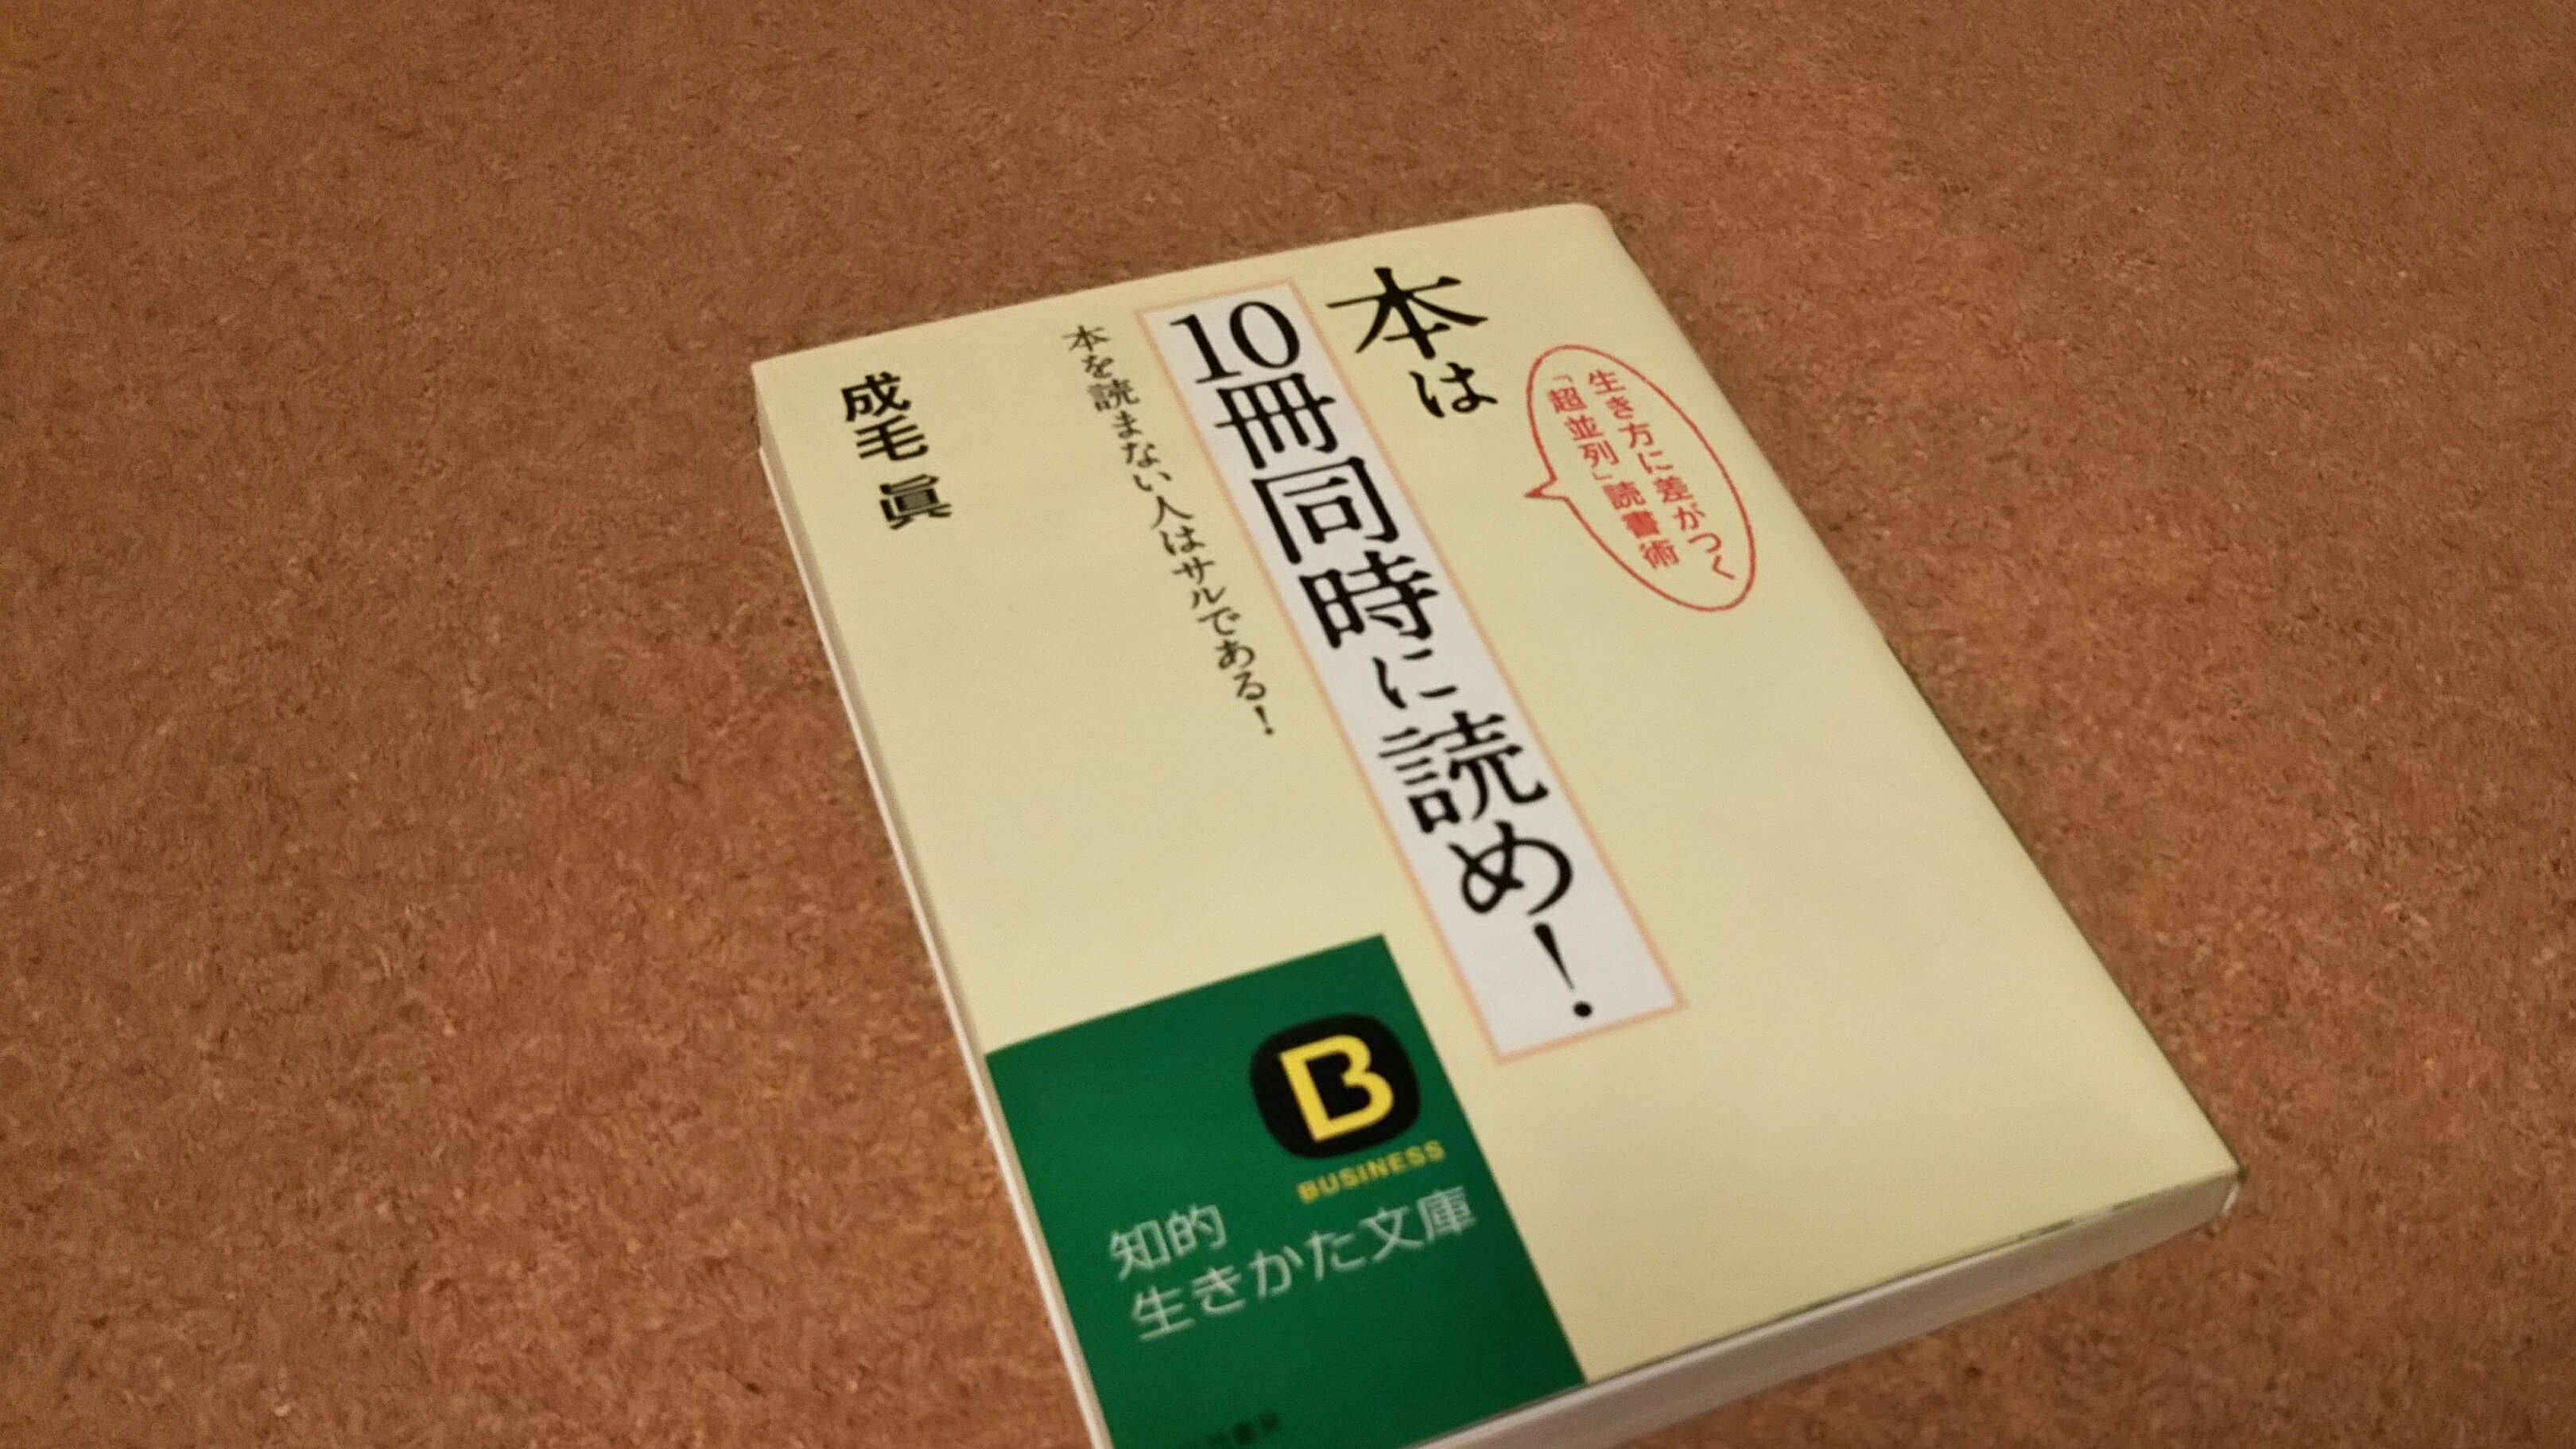 生き方に差がつく
「超並列」読書術
本は
10冊同時に読め！
本を読まない人はサルである！
成毛 眞
B
BUSINESS
知的
生きかた文庫